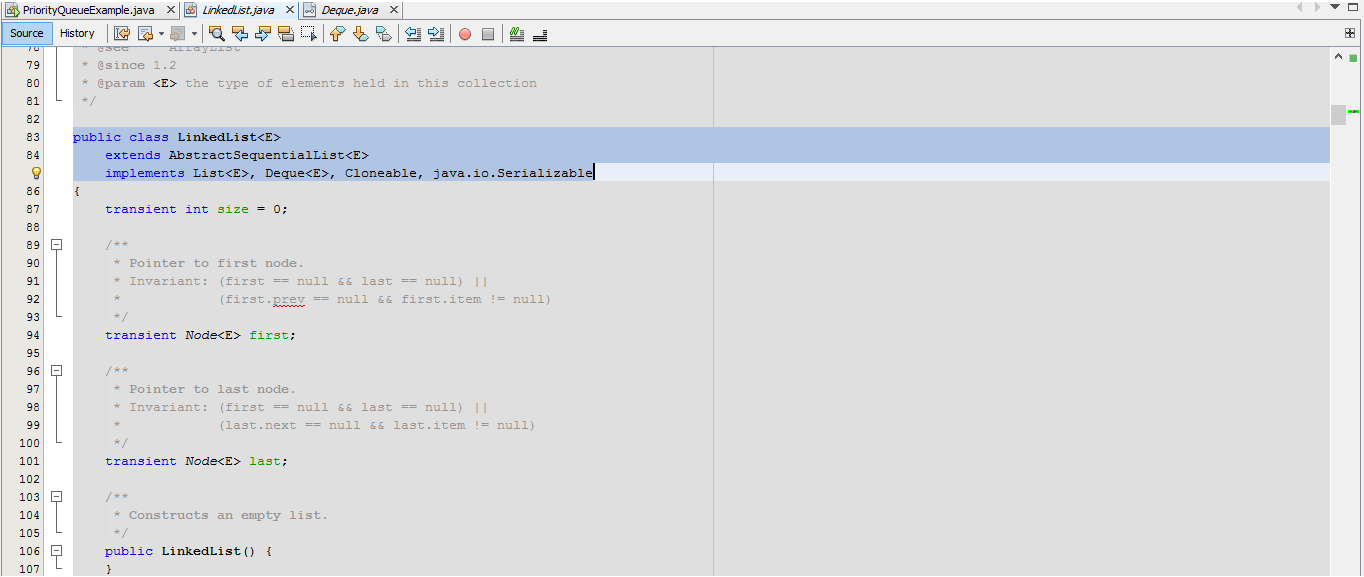 PriorityQueueExample.java LinkedList.java Deque.java
Source History
78 * @see ArrayList
79 * @since 1.2
80 * @param <E> the type of elements held in this collection
81 */
82
83 public class LinkedList<E>
84 extends AbstractSequentialList<E>
implements List<E>, Deque<E>, Cloneable, java.io.Serializable
86 {
87 transient int size = 0;
88
89 /**
90 * Pointer to first node.
91 * Invariant: (first == null && last == null) ||
92 * (first.prev == null && first.item != null)
93 */
94 transient Node<E> first;
95
96 /**
97 * Pointer to last node.
98 * Invariant: (first == null && last == null) ||
99 * (last.next == null && last.item != null)
100 */
101 transient Node<E> last;
102
103 /**
104 * Constructs an empty list.
105 */
106 public LinkedList() {
107 }